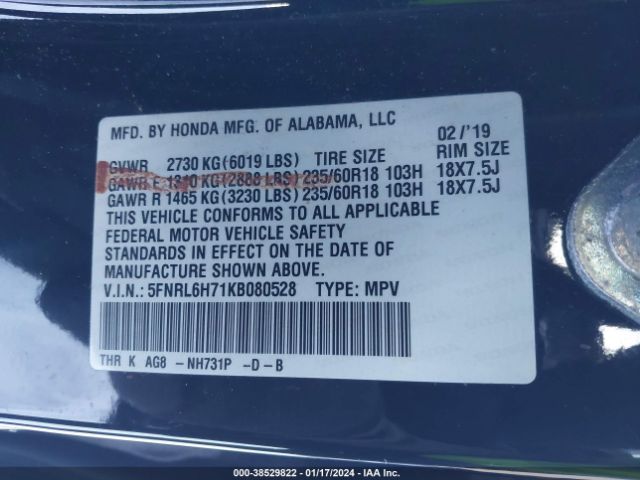 MFD. BY HONDA MFG. OF ALABAMA, LLC 02/'19
GVWR 2730 KG(6019 LBS) TIRE SIZE RIM SIZE
GAWR F 1310 KG(2888 LBS) 235/60R18 103H 18X7.5J
GAWR R 1465 KG(3230 LBS) 235/60R18 103H 18X7.5J
THIS VEHICLE CONFORMS TO ALL APPLICABLE
FEDERAL MOTOR VEHICLE SAFETY
STANDARDS IN EFFECT ON THE DATE OF
MANUFACTURE SHOWN ABOVE.
V.I.N.: 5FNRL6H71KB080528 TYPE: MPV
THR K AG8 -NH731P -D-B
000-38529822 - 01/17/2024 - IAA Inc.